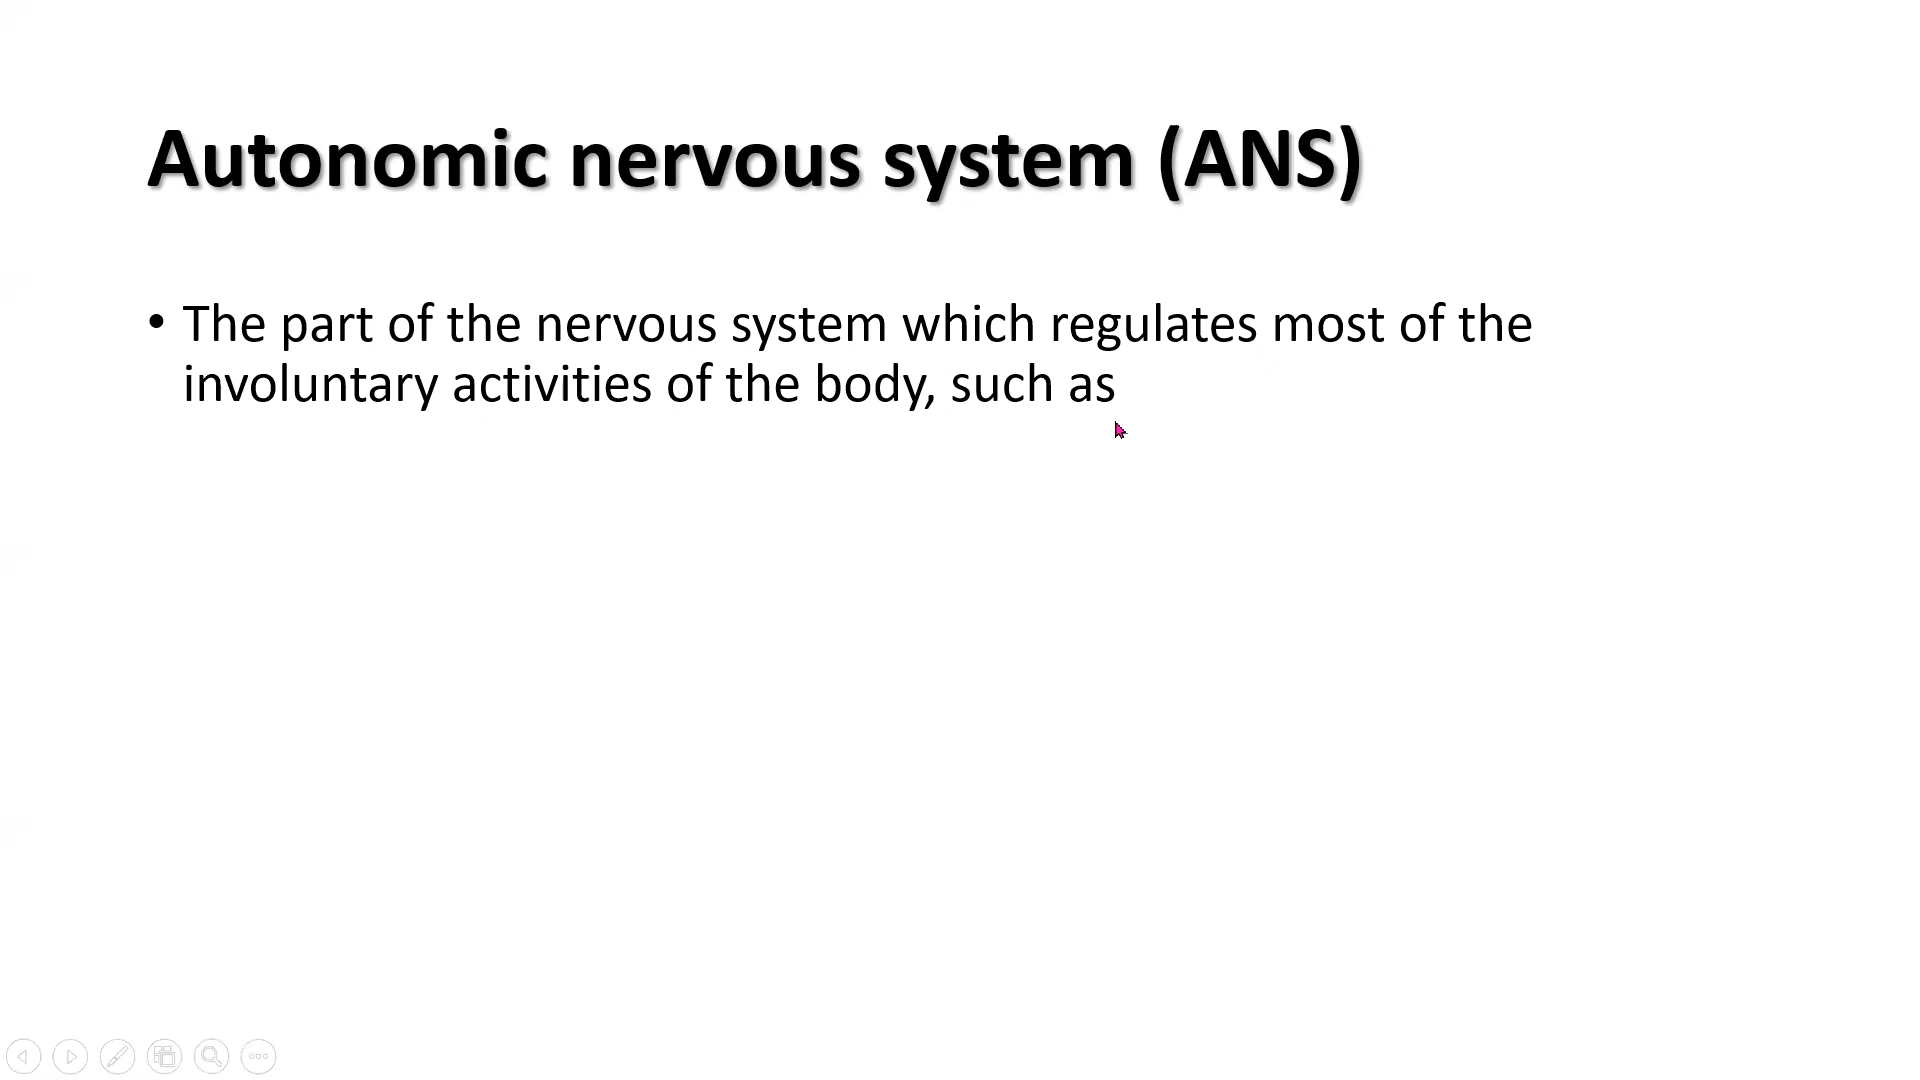 Autonomic nervous system (ANS)
• The part of the nervous system which regulates most of the
involuntary activities of the body, such as